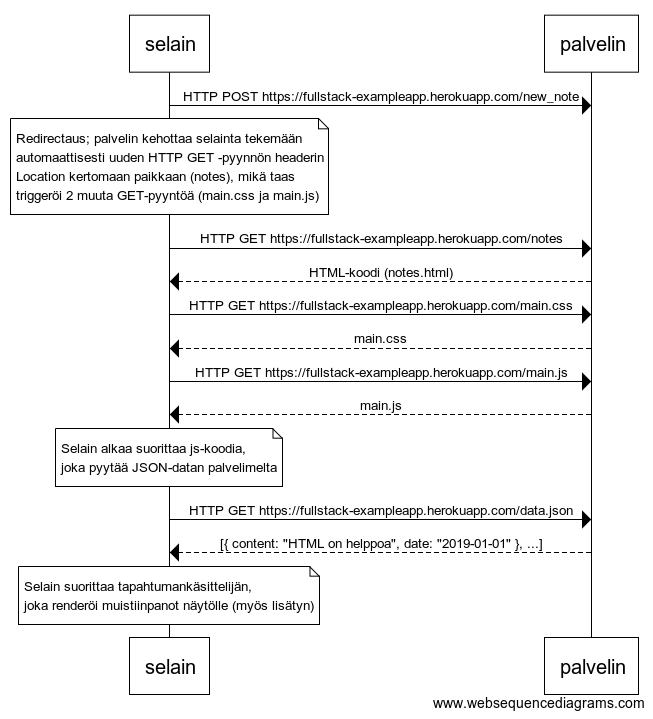 selain
palvelin
HTTP POST https://fullstack-exampleapp.herokuapp.com/new_note
Redirectaus; palvelin kehottaa selainta tekemään
automaattisesti uuden HTTP GET -pyynnön headerin
Location kertomaan paikkaan (notes), mikä taas
triggeröi 2 muuta GET-pyyntöä (main.css ja main.js)
HTTP GET https://fullstack-exampleapp.herokuapp.com/notes
HTML-koodi (notes.html)
HTTP GET https://fullstack-exampleapp.herokuapp.com/main.css
main.css
HTTP GET https://fullstack-exampleapp.herokuapp.com/main.js
main.js
Selain alkaa suorittaa js-koodia,
joka pyytää JSON-datan palvelimelta
HTTP GET https://fullstack-exampleapp.herokuapp.com/data.json
[{ content: "HTML on helppoa", date: "2019-01-01" }, ...]
Selain suorittaa tapahtumankäsittelijän,
joka renderöi muistiinpanot näytölle (myös lisätyn)
selain
palvelin
www.websequencediagrams.com